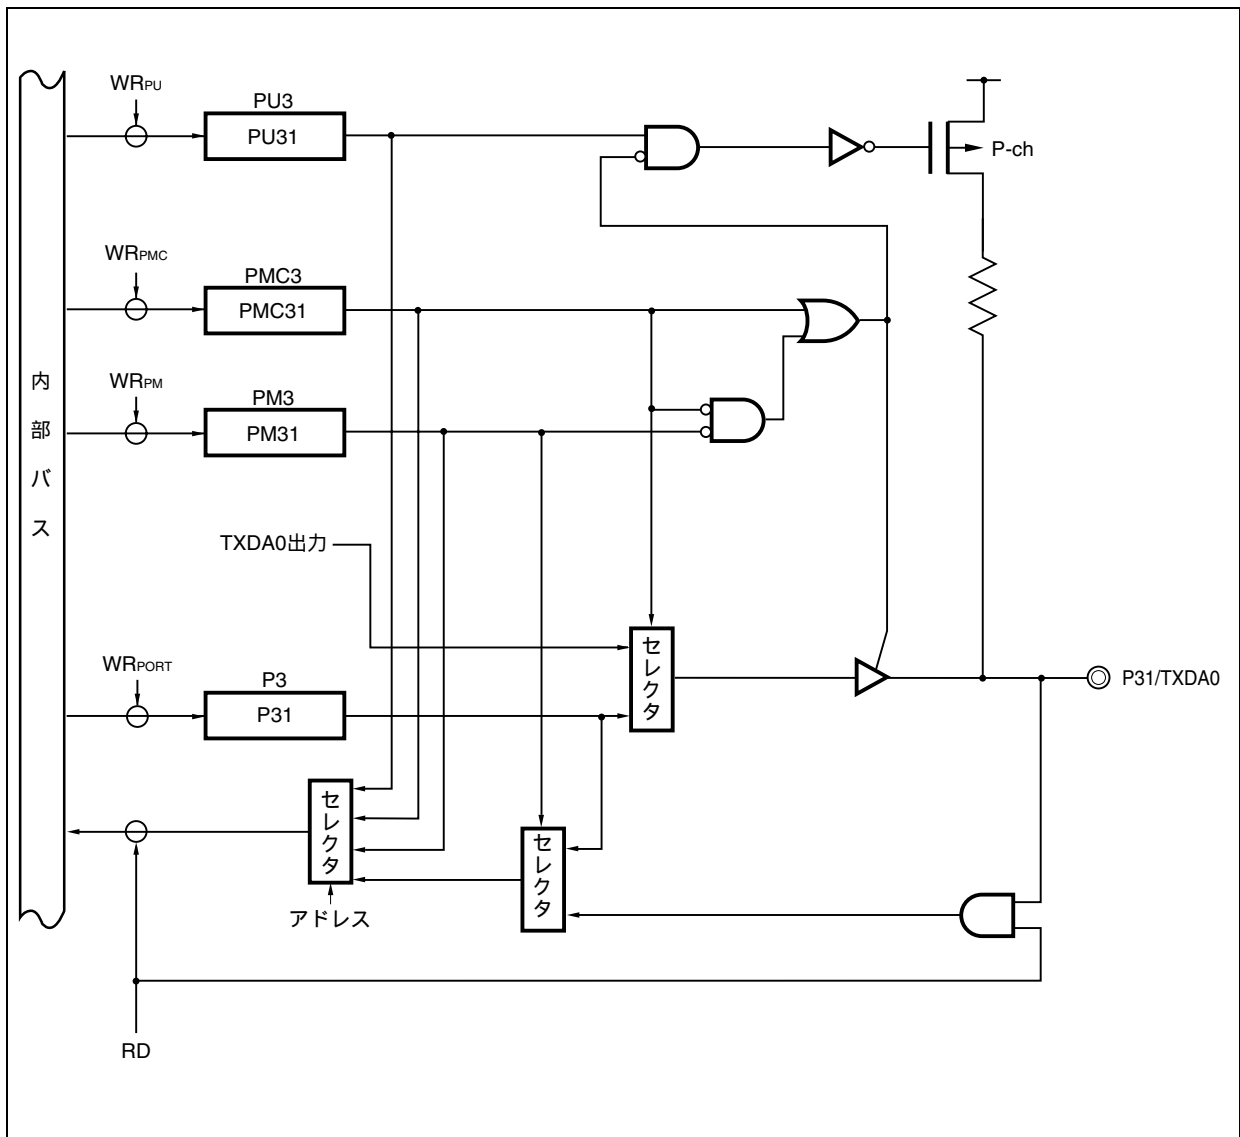 WRPU
PU3
PU31
P-ch
WRPMC
PMC3
PMC31
内部バス
WRPM
PM3
PM31
TXDA0出力
セレクタ
WRPORT
P3
P31
P31/TXDA0
セレクタ
セレクタ
アドレス
RD